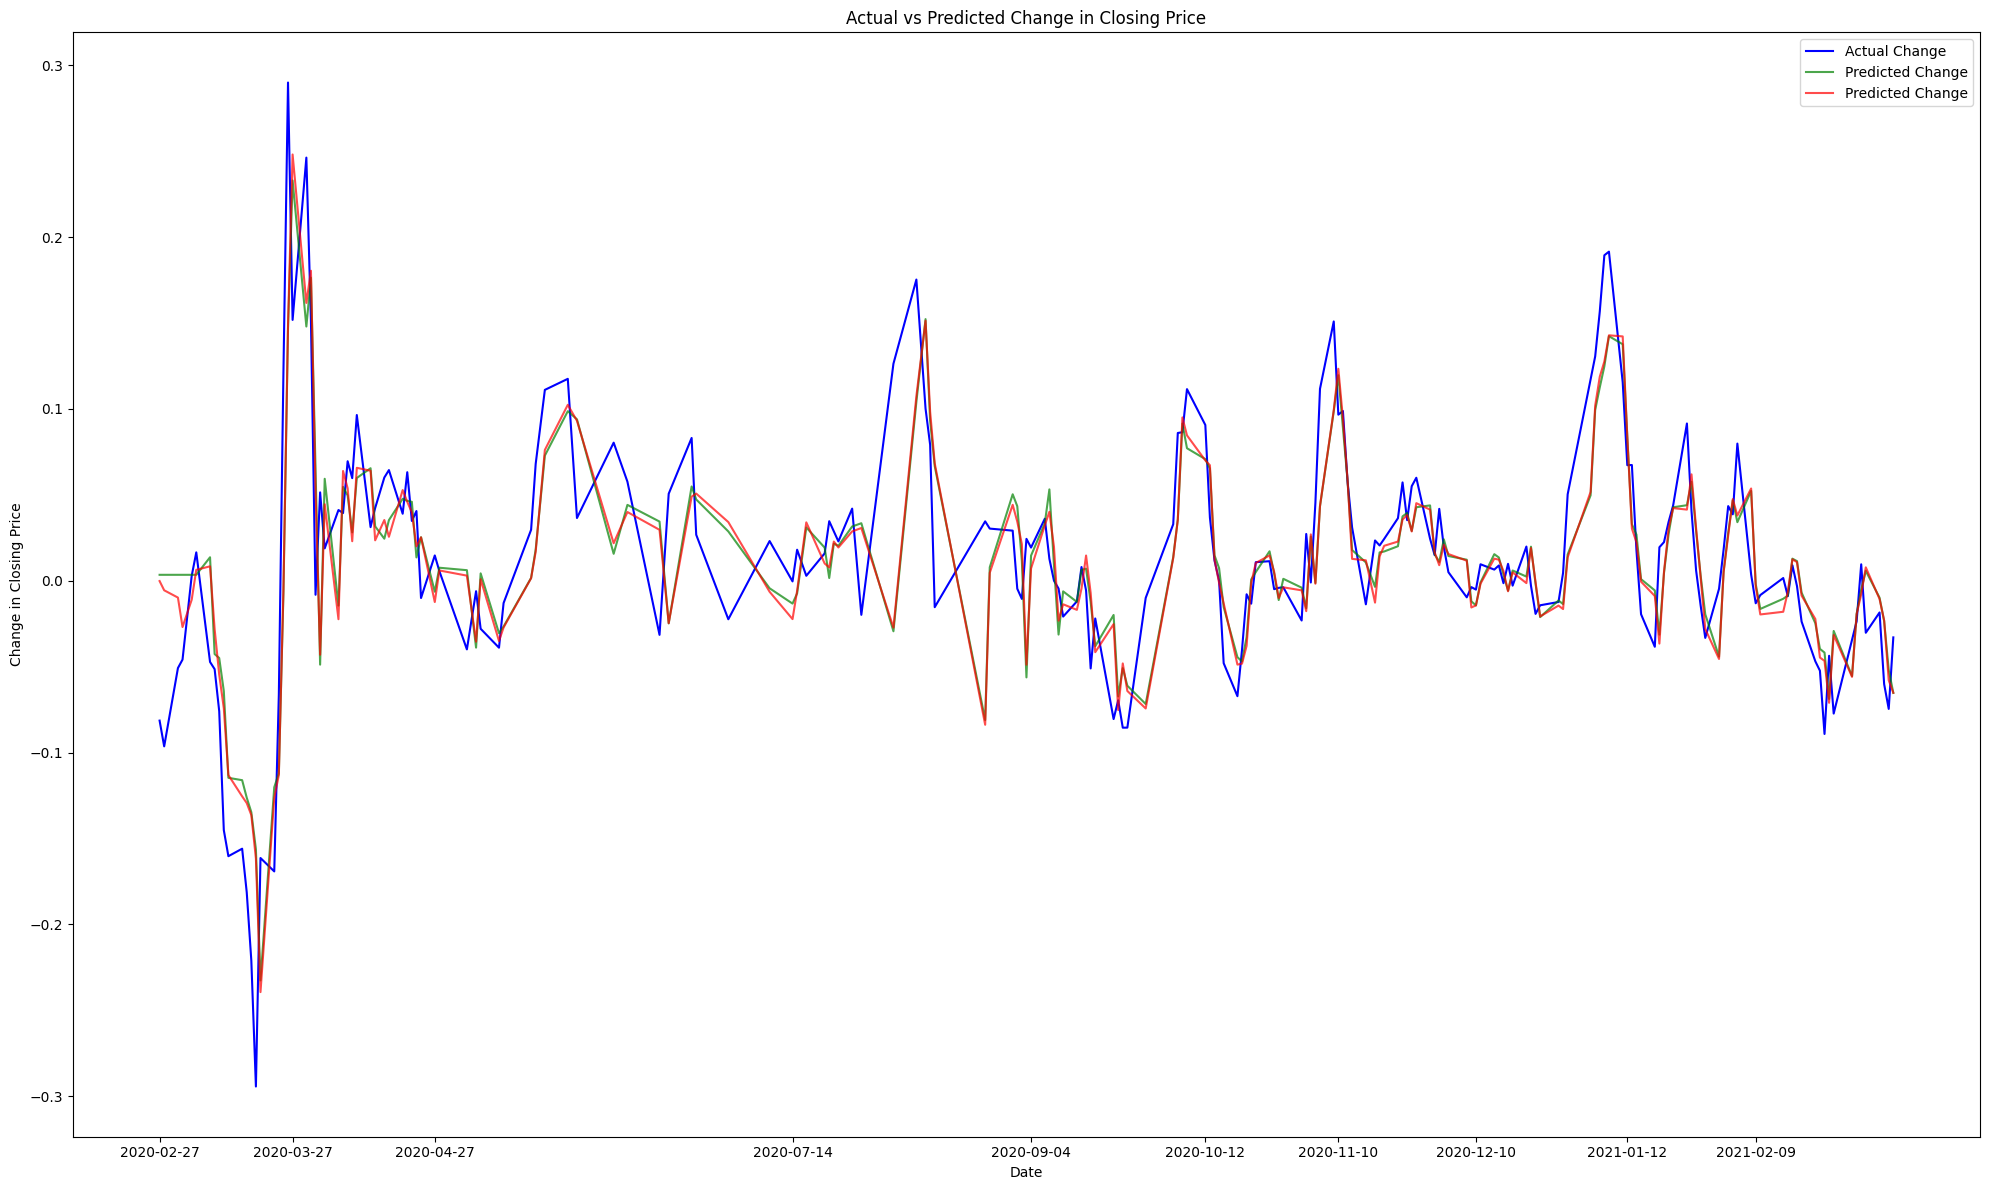 Actual vs Predicted Change in Closing Price
Actual Change
Predicted Change
Predicted Change
Change in Closing Price
0.3
0.2
0.1
0.0
−0.1
−0.2
−0.3
2020-02-27 2020-03-27 2020-04-27 2020-07-14 2020-09-04 2020-10-12 2020-11-10 2020-12-10 2021-01-12 2021-02-09
Date